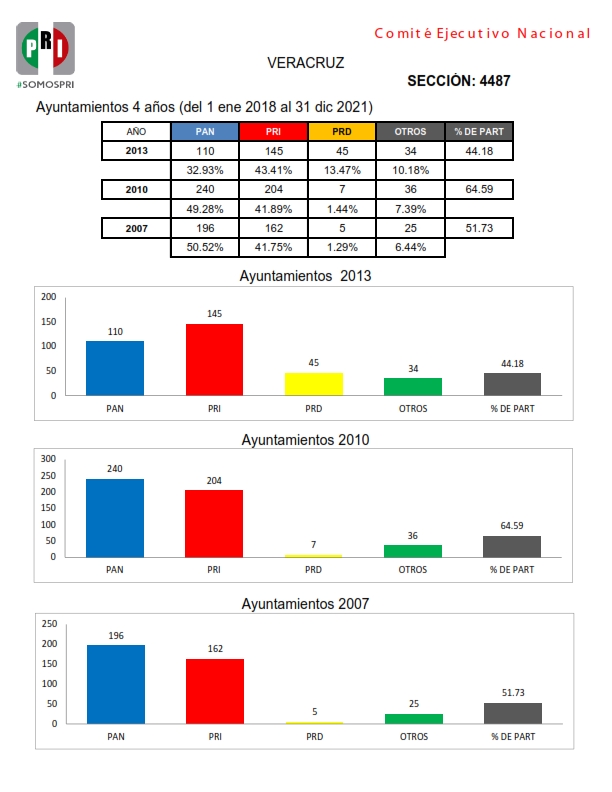 Comité Ejecutivo Nacional
PRI
#SOMOSPRI
VERACRUZ
SECCIÓN: 4487
Ayuntamientos 4 años (del 1 ene 2018 al 31 dic 2021)
AÑO PAN PRI PRD OTROS % DE PART
2013 110 145 45 34 44.18
32.93% 43.41% 13.47% 10.18%
2010 240 204 7 36 64.59
49.28% 41.89% 1.44% 7.39%
2007 196 162 5 25 51.73
50.52% 41.75% 1.29% 6.44%
Ayuntamientos 2013
200
150
100
50
0
110 145 45 34 44.18
PAN PRI PRD OTROS % DE PART
Ayuntamientos 2010
300
250
200
150
100
50
0
240 204 7 36 64.59
PAN PRI PRD OTROS % DE PART
Ayuntamientos 2007
250
200
150
100
50
0
196 162 5 25 51.73
PAN PRI PRD OTROS % DE PART